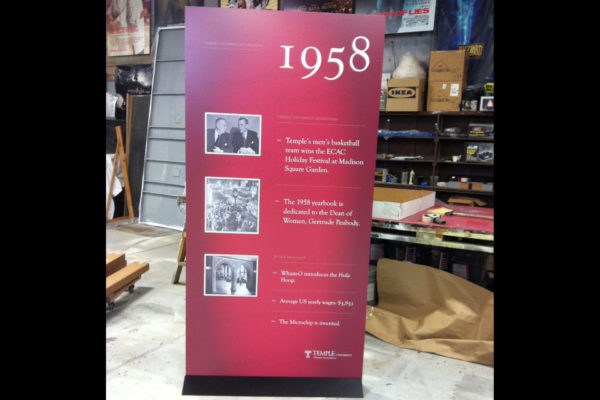 1958
Temple's men's basketball
team wins the ECAC
Holiday Festival at Madison
Square Garden.
The 1958 yearbook is
dedicated to the Dean of
Women, Gertrude Peabody.
Wham-O introduces the Hula
Hoop.
Average US yearly wages: $3,851
The Microchip is invented.
TEMPLE UNIVERSITY
IKEA
OF LIES